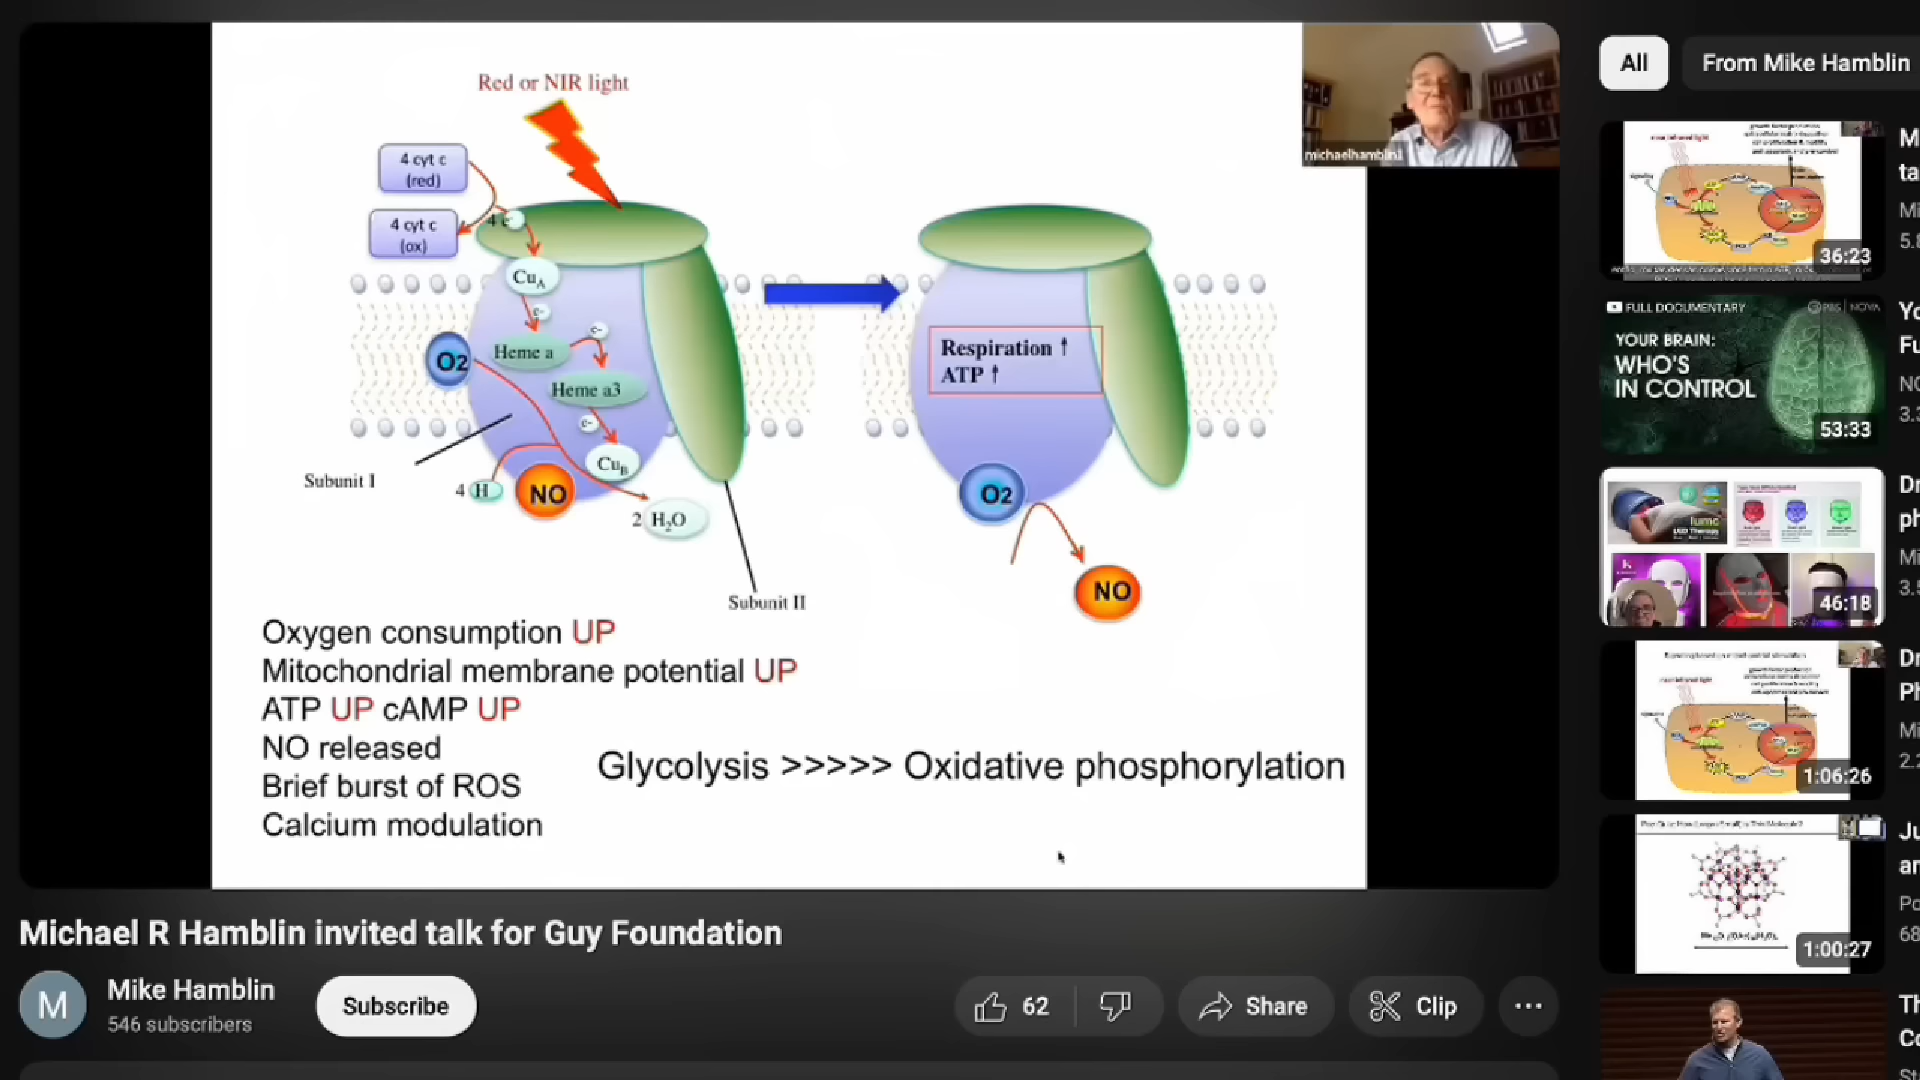 Red or NIR light
4 cyt c
(red)
4 cyt c
(ox)
4 e-
CuA
e-
e-
O2
Heme a
Heme a3
e-
CuB
Subunit I
4 H
NO
2 H2O
Subunit II
Respiration ↑
ATP ↑
O2
NO
Oxygen consumption UP
Mitochondrial membrane potential UP
ATP UP cAMP UP
NO released
Brief burst of ROS
Calcium modulation
Glycolysis >>>>> Oxidative phosphorylation
michaelhamblin1
Michael R Hamblin invited talk for Guy Foundation
M
Mike Hamblin
546 subscribers
Subscribe
62
Share
Clip
All
From Mike Hamblin
36:23
FULL DOCUMENTARY
PBS NOVA
YOUR BRAIN:
WHO'S
IN CONTROL
53:33
46:18
1:06:26
1:00:27